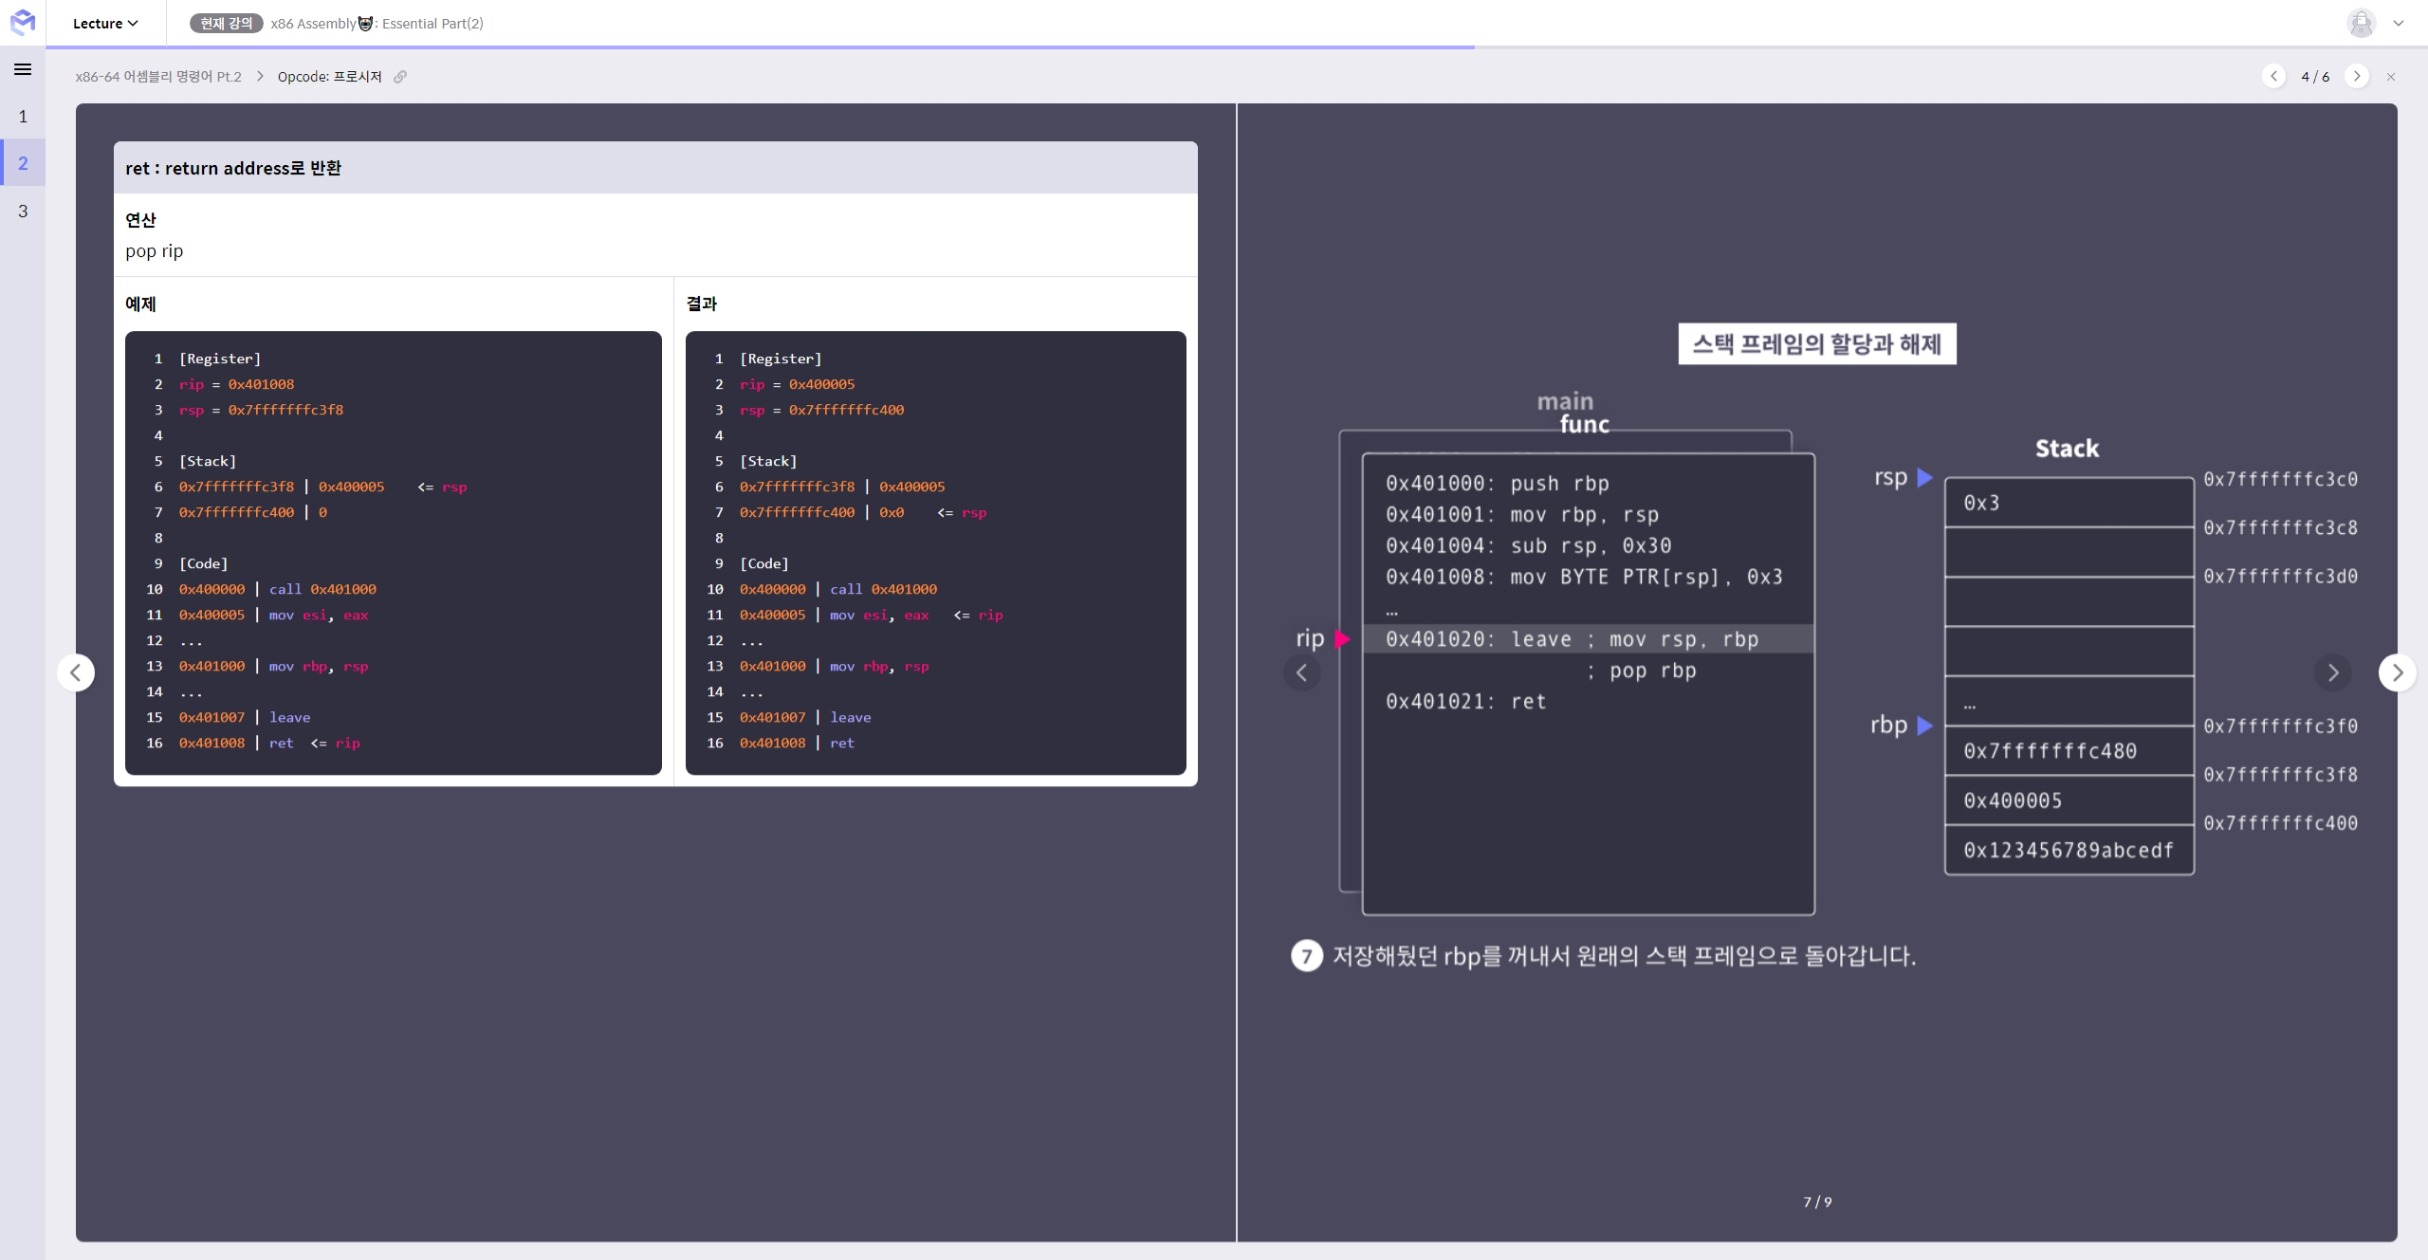 Lecture
현재 강의 x86 Assembly🐻: Essential Part(2)
x86-64 어셈블리 명령어 Pt.2 > Opcode: 프로시저
4 / 6
1
2
3
ret : return address로 반환
연산
pop rip
예제
1 [Register]
2 rip = 0x401008
3 rsp = 0x7fffffffc3f8
4
5 [Stack]
6 0x7fffffffc3f8 | 0x400005 <= rsp
7 0x7fffffffc400 | 0
8
9 [Code]
10 0x400000 | call 0x401000
11 0x400005 | mov esi, eax
12 ...
13 0x401000 | mov rbp, rsp
14 ...
15 0x401007 | leave
16 0x401008 | ret <= rip
결과
1 [Register]
2 rip = 0x400005
3 rsp = 0x7fffffffc400
4
5 [Stack]
6 0x7fffffffc3f8 | 0x400005
7 0x7fffffffc400 | 0x0 <= rsp
8
9 [Code]
10 0x400000 | call 0x401000
11 0x400005 | mov esi, eax <= rip
12 ...
13 0x401000 | mov rbp, rsp
14 ...
15 0x401007 | leave
16 0x401008 | ret
스택 프레임의 할당과 해제
main
func
0x401000: push rbp
0x401001: mov rbp, rsp
0x401004: sub rsp, 0x30
0x401008: mov BYTE PTR[rsp], 0x3
…
rip
0x401020: leave ; mov rsp, rbp
; pop rbp
0x401021: ret
Stack
rsp
0x7fffffffc3c0
0x3
0x7fffffffc3c8
0x7fffffffc3d0
…
rbp
0x7fffffffc3f0
0x7fffffffc480
0x7fffffffc3f8
0x400005
0x7fffffffc400
0x123456789abcedf
7 저장해뒀던 rbp를 꺼내서 원래의 스택 프레임으로 돌아갑니다.
7 / 9